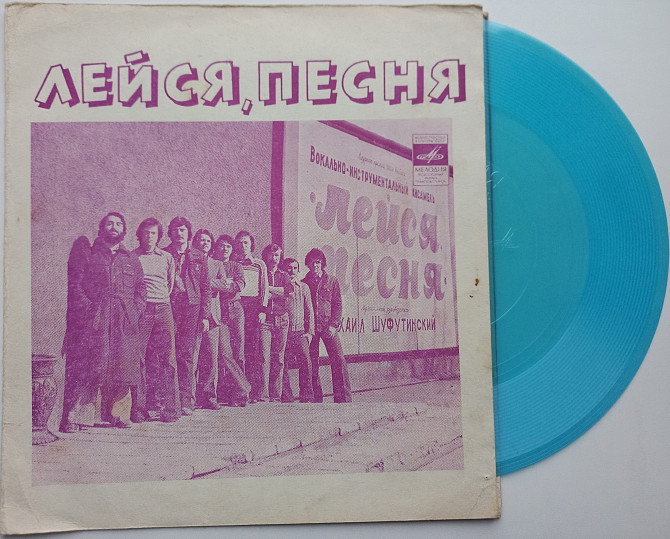 ЛЕЙСЯ, ПЕСНЯ
МЕЛОДИЯ
ВОКАЛЬНО-ИНСТРУМЕНТАЛЬНЫЙ АНСАМБЛЬ
Лейся,
песня
ХАИЛ ШУФУТИНСКИЙ